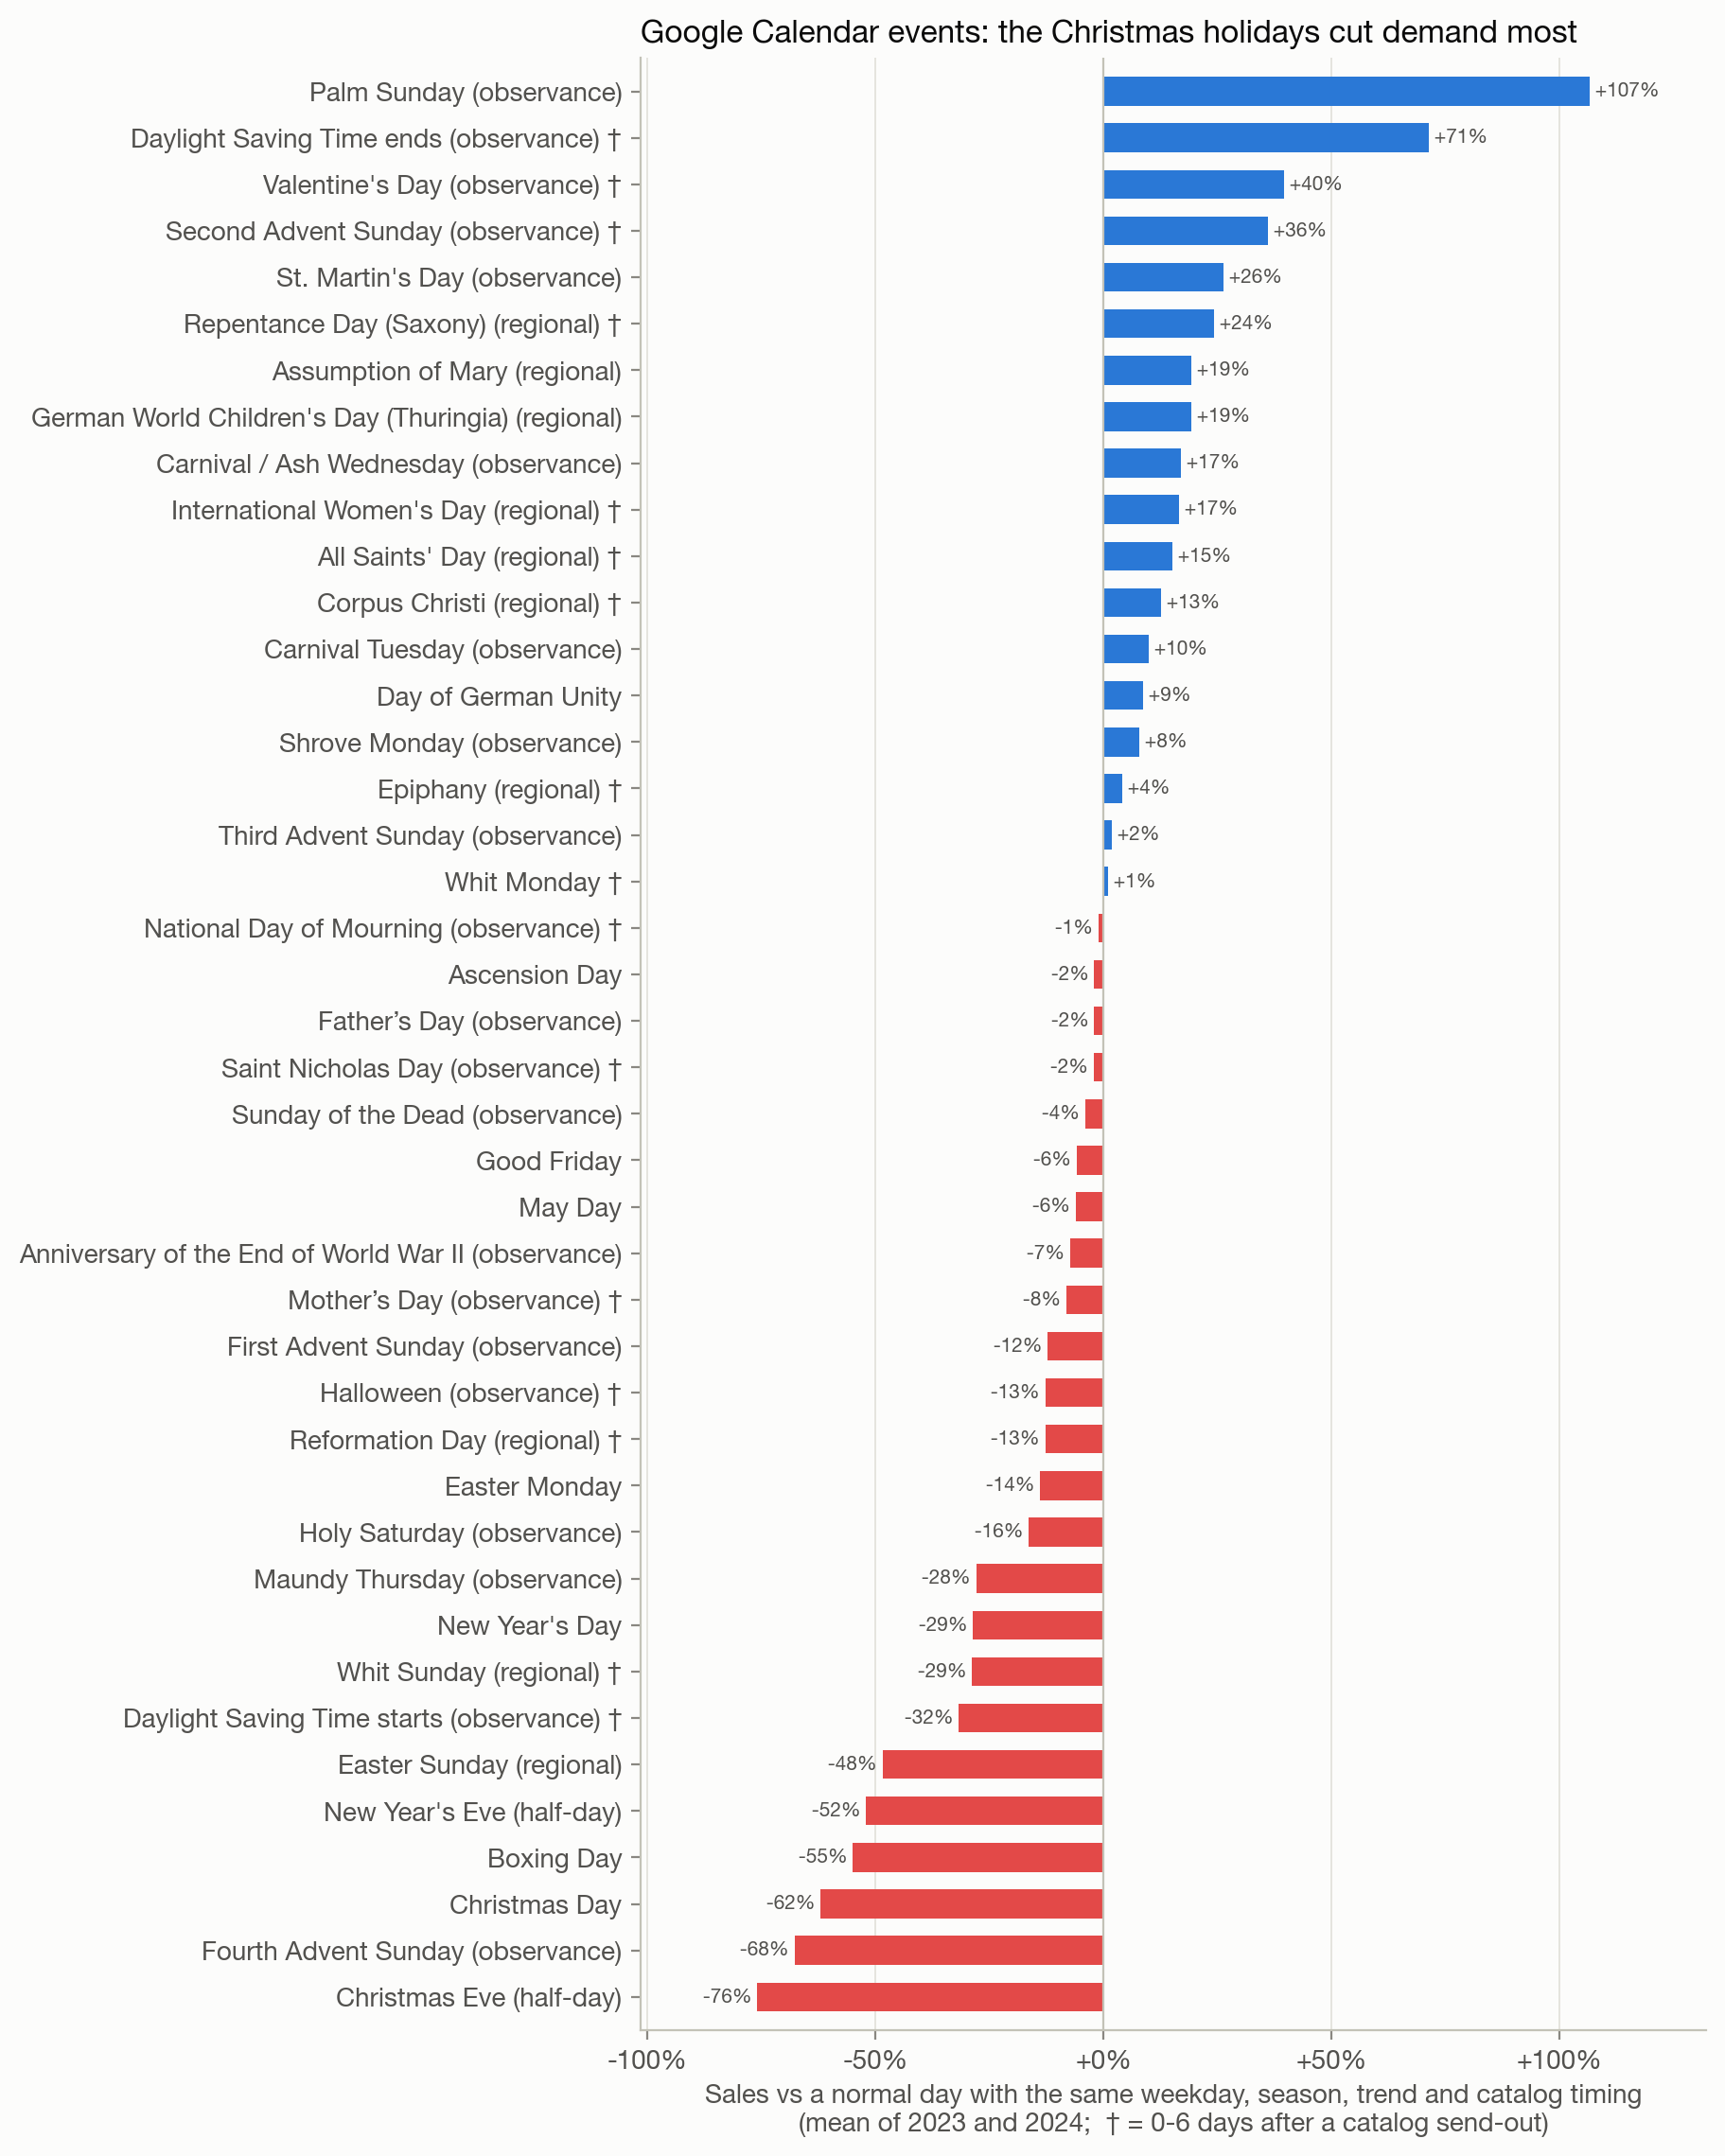 Google Calendar events: the Christmas holidays cut demand most
Palm Sunday (observance) +107%
Daylight Saving Time ends (observance) † +71%
Valentine's Day (observance) † +40%
Second Advent Sunday (observance) † +36%
St. Martin's Day (observance) +26%
Repentance Day (Saxony) (regional) † +24%
Assumption of Mary (regional) +19%
German World Children's Day (Thuringia) (regional) +19%
Carnival / Ash Wednesday (observance) +17%
International Women's Day (regional) † +17%
All Saints' Day (regional) † +15%
Corpus Christi (regional) † +13%
Carnival Tuesday (observance) +10%
Day of German Unity +9%
Shrove Monday (observance) +8%
Epiphany (regional) † +4%
Third Advent Sunday (observance) +2%
Whit Monday † +1%
National Day of Mourning (observance) † -1%
Ascension Day -2%
Father’s Day (observance) -2%
Saint Nicholas Day (observance) † -2%
Sunday of the Dead (observance) -4%
Good Friday -6%
May Day -6%
Anniversary of the End of World War II (observance) -7%
Mother’s Day (observance) † -8%
First Advent Sunday (observance) -12%
Halloween (observance) † -13%
Reformation Day (regional) † -13%
Easter Monday -14%
Holy Saturday (observance) -16%
Maundy Thursday (observance) -28%
New Year's Day -29%
Whit Sunday (regional) † -29%
Daylight Saving Time starts (observance) † -32%
Easter Sunday (regional) -48%
New Year's Eve (half-day) -52%
Boxing Day -55%
Christmas Day -62%
Fourth Advent Sunday (observance) -68%
Christmas Eve (half-day) -76%
-100% -50% +0% +50% +100%
Sales vs a normal day with the same weekday, season, trend and catalog timing
(mean of 2023 and 2024; † = 0-6 days after a catalog send-out)